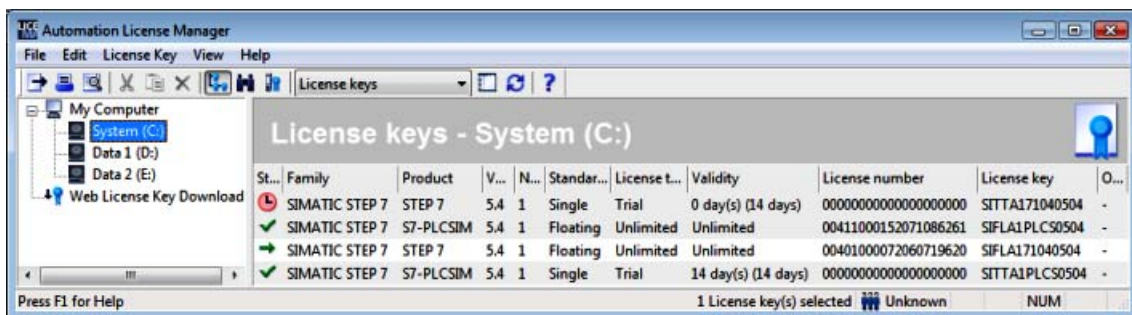 Automation License Manager
File Edit License Key View Help
License keys
My Computer
System (C:)
Data 1 (D:)
Data 2 (E:)
Web License Key Download
License keys - System (C:)
St... Family Product V... N... Standar... License t... Validity License number License key O...
SIMATIC STEP 7 STEP 7 5.4 1 Single Trial 0 day(s) (14 days) 00000000000000000000 SITTA171040504 -
SIMATIC STEP 7 S7-PLCSIM 5.4 1 Floating Unlimited Unlimited 00411000152071086261 SIFLA1PLCS0504 -
SIMATIC STEP 7 STEP 7 5.4 1 Floating Unlimited Unlimited 00401000072060719620 SIFLA171040504 -
SIMATIC STEP 7 S7-PLCSIM 5.4 1 Single Trial 14 day(s) (14 days) 00000000000000000000 SITTA1PLCS0504 -
Press F1 for Help 1 License key(s) selected Unknown NUM